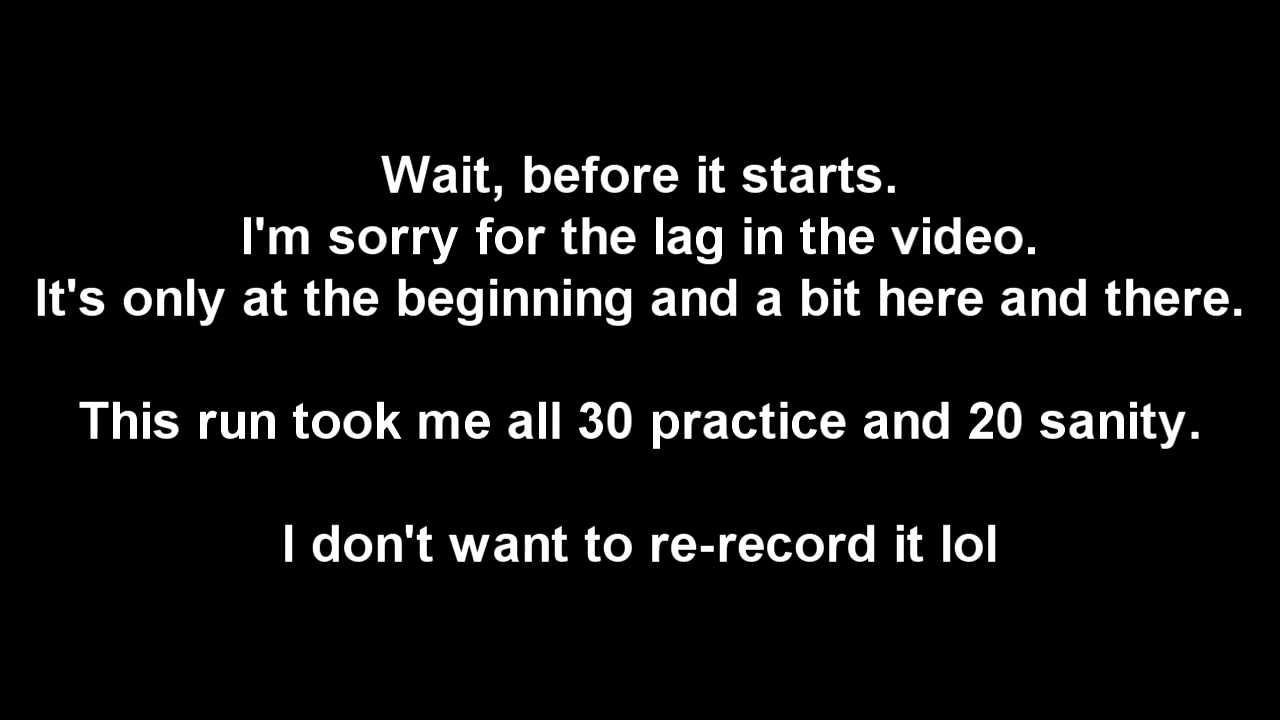 Wait, before it starts.
I'm sorry for the lag in the video.
It's only at the beginning and a bit here and there.
This run took me all 30 practice and 20 sanity.
I don't want to re-record it lol